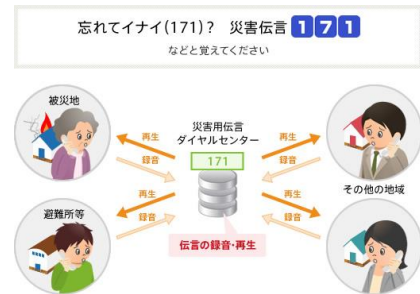 忘れてイナイ(171)? 災害伝言 171
などと覚えてください
被災地
災害用伝言
ダイヤルセンター
171
再生
録音
再生
録音
再生
録音
再生
録音
その他の地域
避難所等
伝言の録音・再生